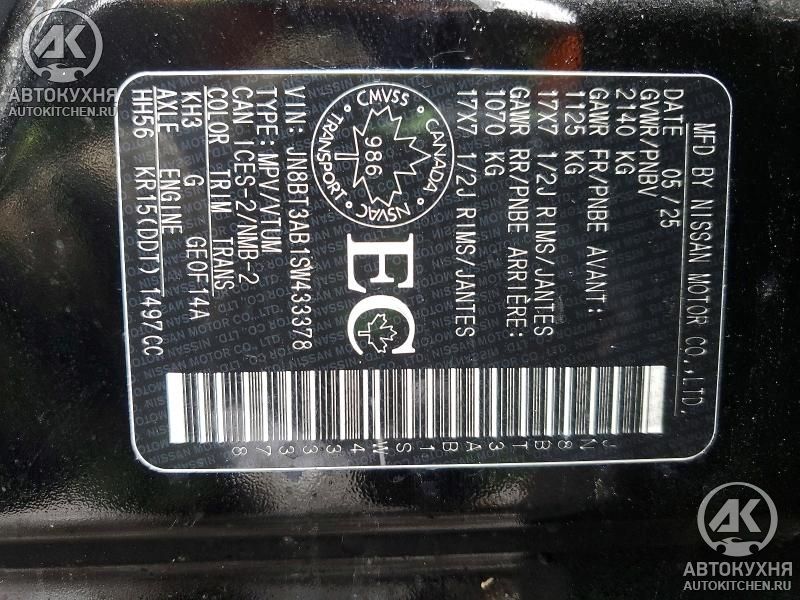 MFD BY NISSAN MOTOR CO.,LTD.
DATE 05/25
GVWR/PNBV
2140 KG
GAWR FR/PNBE AVANT:
1125 KG
17X7 1/2J RIMS/JANTES
GAWR RR/PNBE ARRIÈRE:
1070 KG
17X7 1/2J RIMS/JANTES
CMVSS CANADA NSVAC TRANSPORT
986
EC
VIN: JN8BT3AB1SW433378
TYPE:MPV/VTUM
CAN ICES-2/NMB-2
COLOR TRIM TRANS
KH3 G GE0F14A
AXLE ENGINE
HH56 KR15(DDT) 1497CC
JN8BT3AB1SW433378
АК
АВТОКУХНЯ
AUTOKITCHEN.RU
АК
АВТОКУХНЯ
AUTOKITCHEN.RU